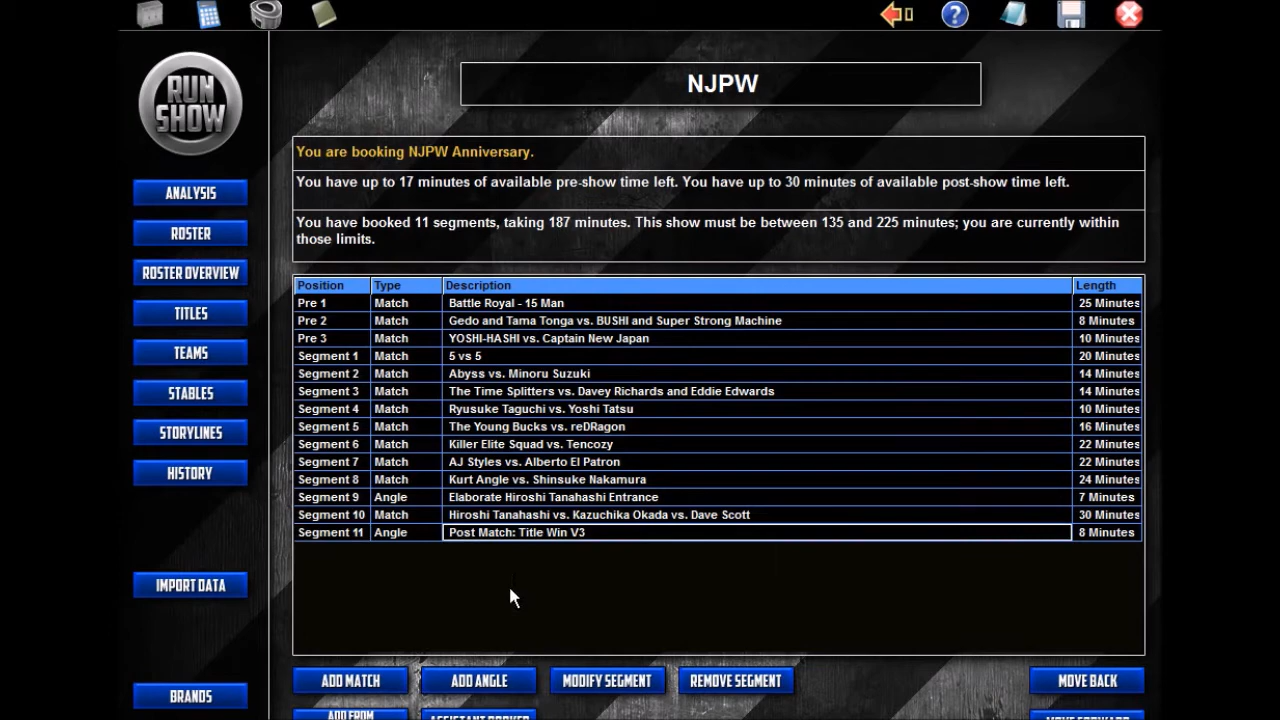 NJPW
RUN
SHOW
You are booking NJPW Anniversary.
You have up to 17 minutes of available pre-show time left. You have up to 30 minutes of available post-show time left.
You have booked 11 segments, taking 187 minutes. This show must be between 135 and 225 minutes; you are currently within
those limits.
ANALYSIS
ROSTER
ROSTER OVERVIEW
TITLES
TEAMS
STABLES
STORYLINES
HISTORY
IMPORT DATA
BRANDS
Position Type Description Length
Pre 1 Match Battle Royal - 15 Man 25 Minutes
Pre 2 Match Gedo and Tama Tonga vs. BUSHI and Super Strong Machine 8 Minutes
Pre 3 Match YOSHI-HASHI vs. Captain New Japan 10 Minutes
Segment 1 Match 5 vs 5 20 Minutes
Segment 2 Match Abyss vs. Minoru Suzuki 14 Minutes
Segment 3 Match The Time Splitters vs. Davey Richards and Eddie Edwards 14 Minutes
Segment 4 Match Ryusuke Taguchi vs. Yoshi Tatsu 10 Minutes
Segment 5 Match The Young Bucks vs. reDRagon 16 Minutes
Segment 6 Match Killer Elite Squad vs. Tencozy 22 Minutes
Segment 7 Match AJ Styles vs. Alberto El Patron 22 Minutes
Segment 8 Match Kurt Angle vs. Shinsuke Nakamura 24 Minutes
Segment 9 Angle Elaborate Hiroshi Tanahashi Entrance 7 Minutes
Segment 10 Match Hiroshi Tanahashi vs. Kazuchika Okada vs. Dave Scott 30 Minutes
Segment 11 Angle Post Match: Title Win V3 8 Minutes
ADD MATCH ADD ANGLE MODIFY SEGMENT REMOVE SEGMENT MOVE BACK
ADD FROM ASSISTANT BOOKER MOVE FORWARD